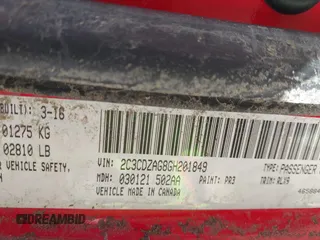 (BUILT): 3-16
01275 KG
02810 LB
VEHICLE SAFETY,
VIN: 2C3CDZAG8GH201849
TYPE: PASSENGER
MDH: 030121 502AA
PAINT: PR3
TRIM: RLX9
VEHICLE MADE IN CANADA
DREAMBID